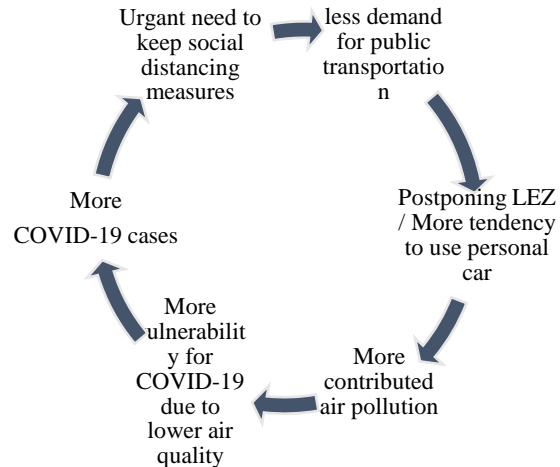 Urgant need to
keep social
distancing
measures
less demand
for public
transportatio
n
Postponing LEZ
/ More tendency
to use personal
car
More
contributed
air pollution
More
ulnerabilit
y for
COVID-19
due to
lower air
quality
More
COVID-19 cases